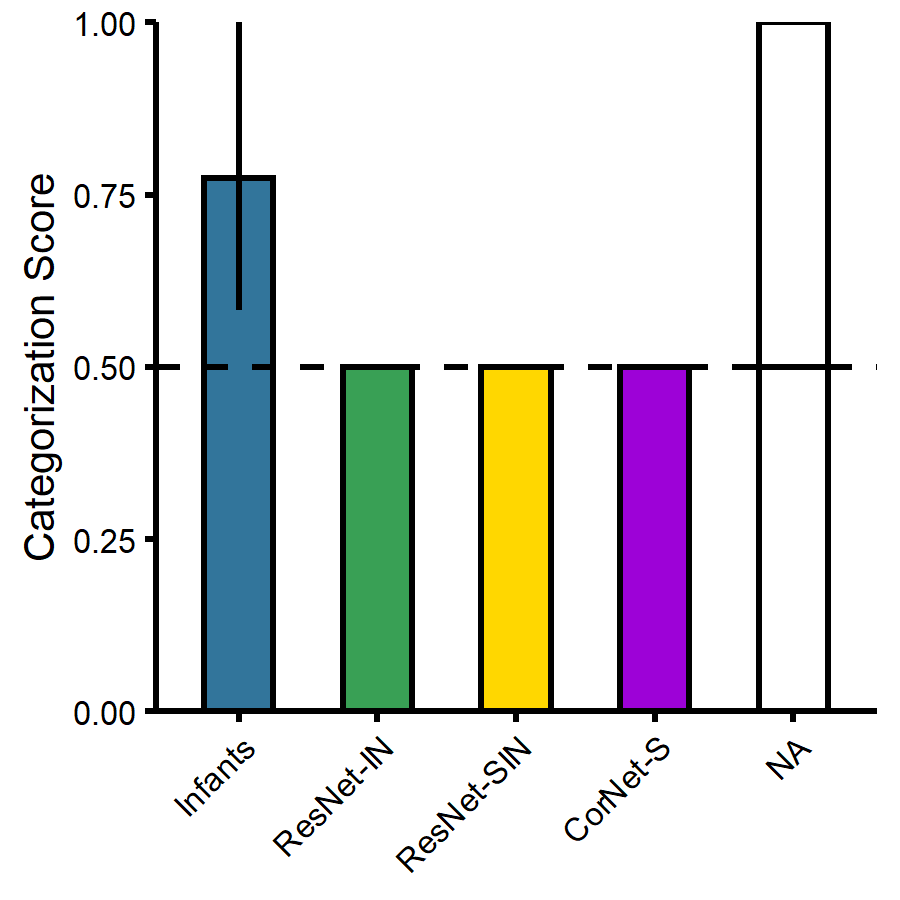 Categorization Score
1.00
0.75
0.50
0.25
0.00
Infants
ResNet-IN
ResNet-SIN
CorNet-S
NA